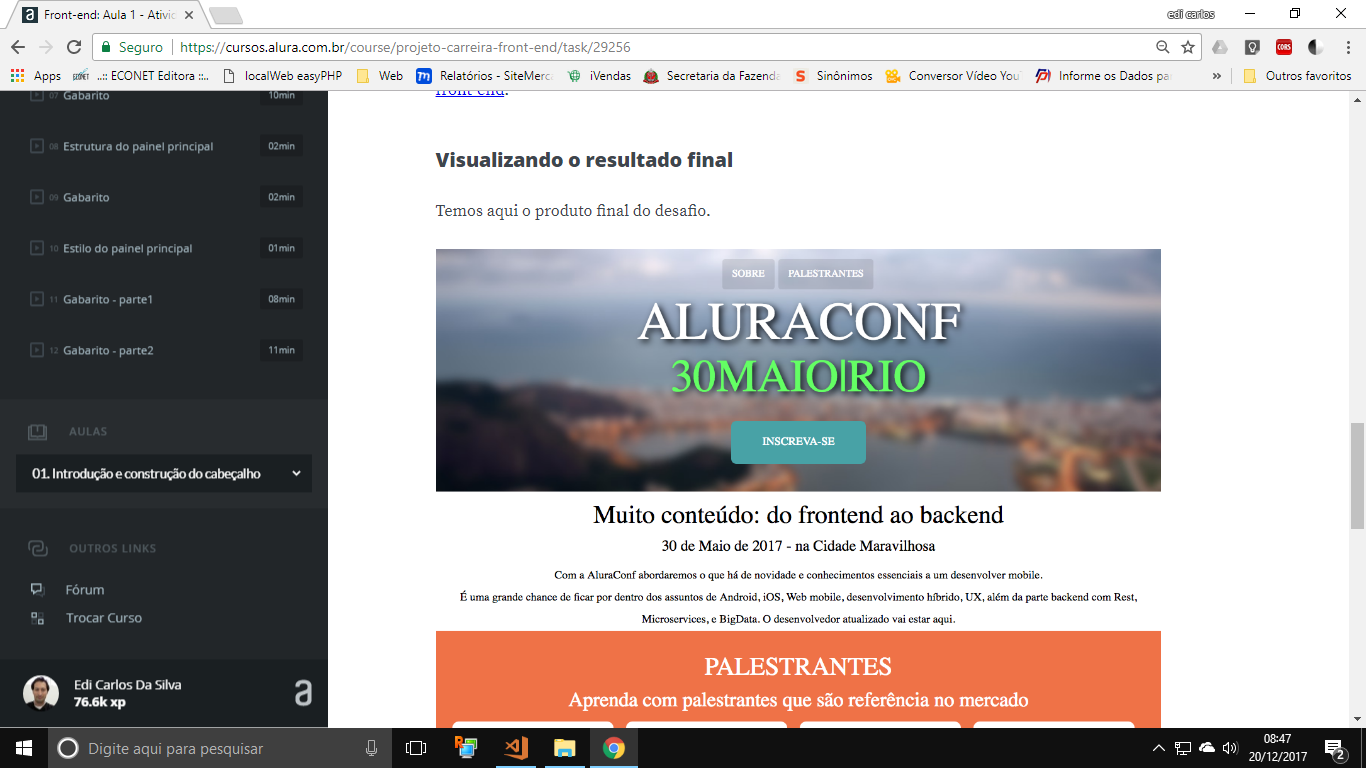 Front-end: Aula 1 - Ativid
edi carlos
Seguro https://cursos.alura.com.br/course/projeto-carreira-front-end/task/29256
CORS
Apps ECONET ..:: ECONET Editora ::.. localWeb easyPHP Web Relatórios - SiteMerca iVendas Secretaria da Fazenda Sinônimos Conversor Vídeo YouT Informe os Dados par » Outros favoritos
07 Gabarito 10min
08 Estrutura do painel principal 02min
09 Gabarito 02min
10 Estilo do painel principal 01min
11 Gabarito - parte1 08min
12 Gabarito - parte2 11min
AULAS
01. Introdução e construção do cabeçalho
OUTROS LINKS
Fórum
Trocar Curso
Edi Carlos Da Silva
76.6k xp
a
front-end.
Visualizando o resultado final
Temos aqui o produto final do desafio.
SOBRE PALESTRANTES
ALURACONF
30MAIO|RIO
INSCREVA-SE
Muito conteúdo: do frontend ao backend
30 de Maio de 2017 - na Cidade Maravilhosa
Com a AluraConf abordaremos o que há de novidade e conhecimentos essenciais a um desenvolver mobile.
É uma grande chance de ficar por dentro dos assuntos de Android, iOS, Web mobile, desenvolvimento híbrido, UX, além da parte backend com Rest,
Microservices, e BigData. O desenvolvedor atualizado vai estar aqui.
PALESTRANTES
Aprenda com palestrantes que são referência no mercado
Digite aqui para pesquisar
08:47
20/12/2017
2